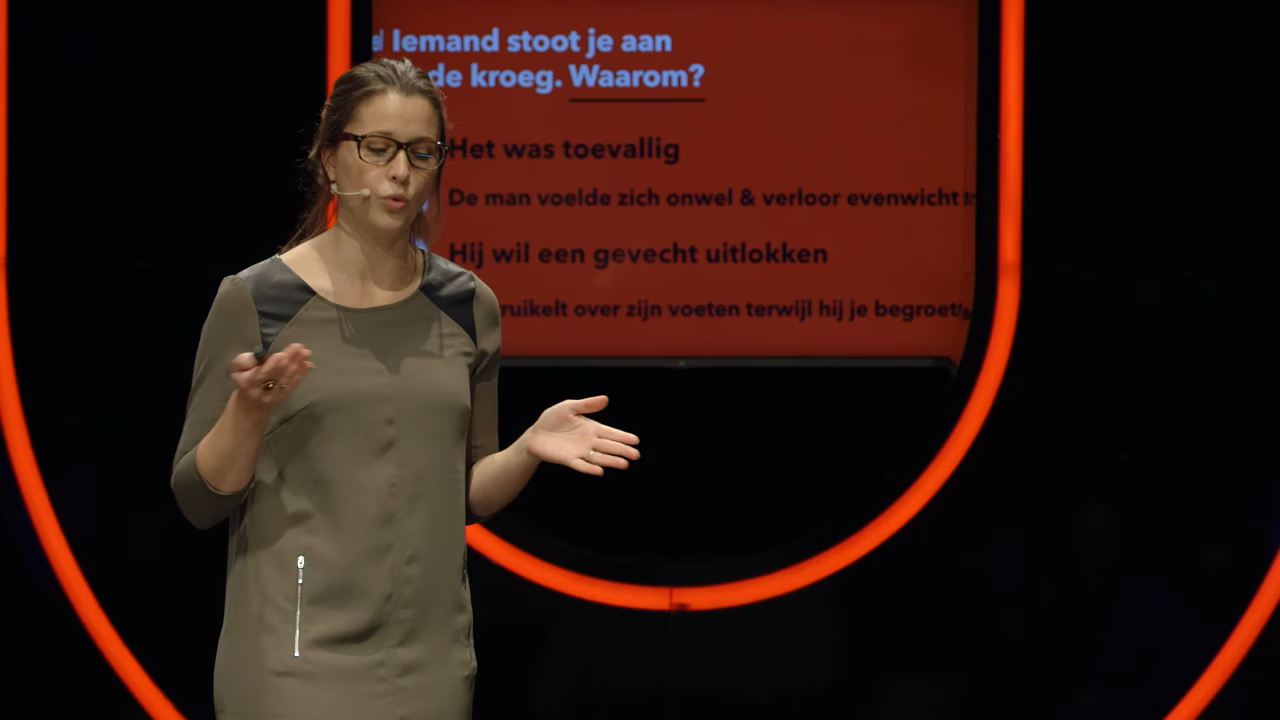 Iemand stoot je aan
de kroeg. Waarom?
Het was toevallig
De man voelde zich onwel & verloor evenwicht
Hij wil een gevecht uitlokken
over zijn voeten terwijl hij je begroet